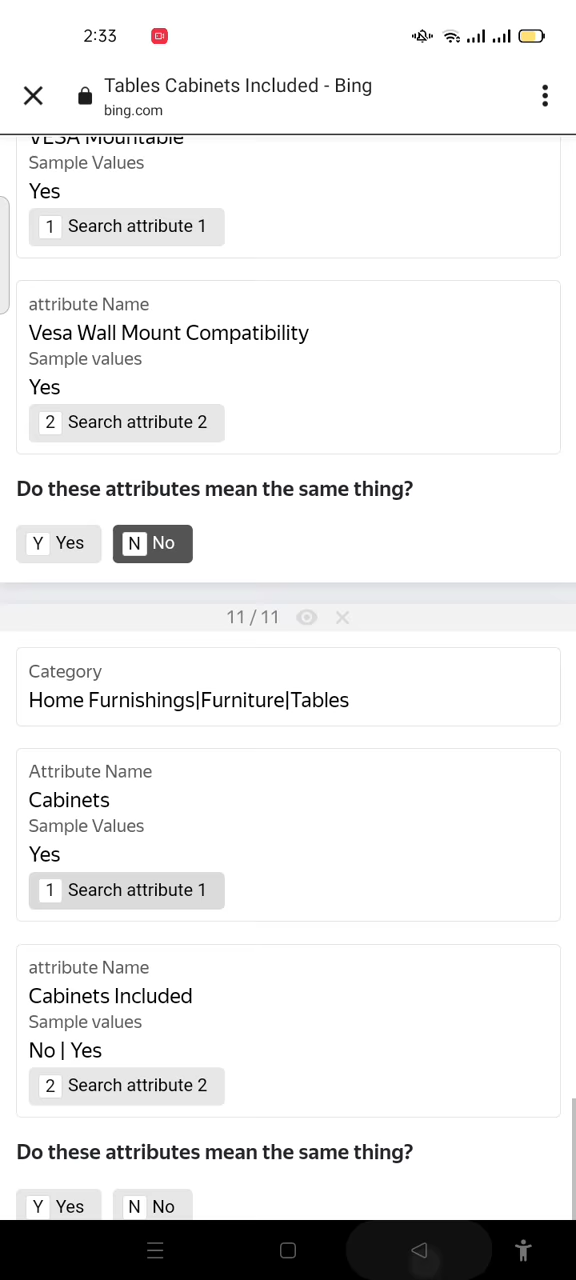 2:33
Tables Cabinets Included - Bing
bing.com
VESA Mountable
Sample Values
Yes
1 Search attribute 1
attribute Name
Vesa Wall Mount Compatibility
Sample values
Yes
2 Search attribute 2
Do these attributes mean the same thing?
Y Yes N No
11 / 11
Category
Home Furnishings|Furniture|Tables
Attribute Name
Cabinets
Sample Values
Yes
1 Search attribute 1
attribute Name
Cabinets Included
Sample values
No | Yes
2 Search attribute 2
Do these attributes mean the same thing?
Y Yes N No